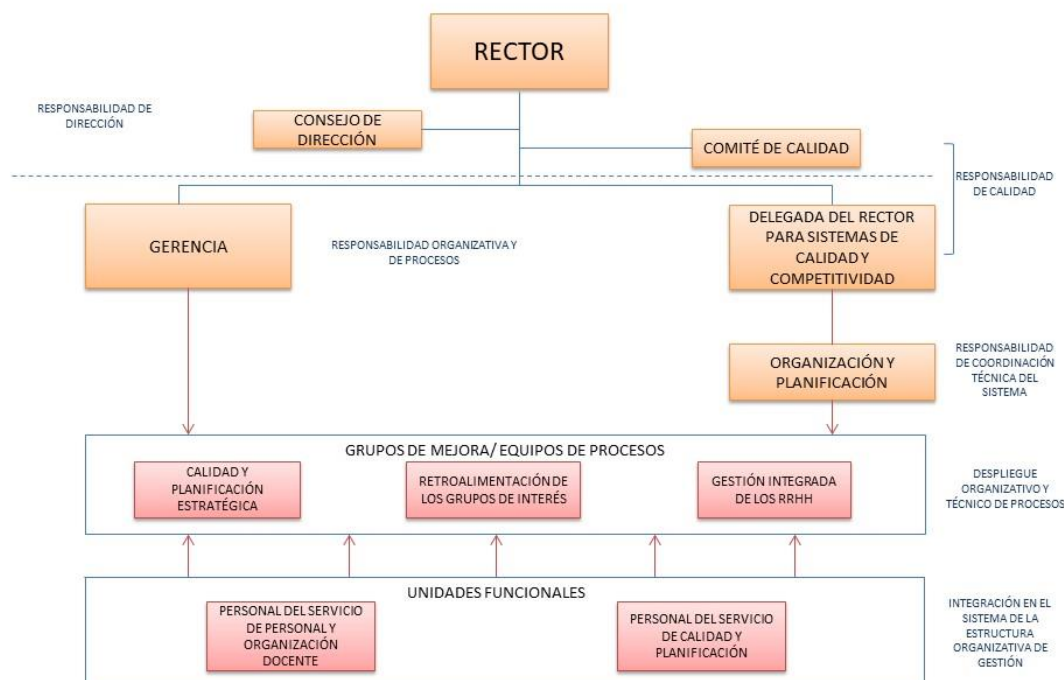 RECTOR
RESPONSABILIDAD DE
DIRECCIÓN
CONSEJO DE
DIRECCIÓN
COMITÉ DE CALIDAD
RESPONSABILIDAD
DE CALIDAD
GERENCIA
RESPONSABILIDAD ORGANIZATIVA Y
DE PROCESOS
DELEGADA DEL RECTOR
PARA SISTEMAS DE
CALIDAD Y
COMPETITIVIDAD
ORGANIZACIÓN Y
PLANIFICACIÓN
RESPONSABILIDAD
DE COORDINACIÓN
TÉCNICA DEL
SISTEMA
GRUPOS DE MEJORA/ EQUIPOS DE PROCESOS
CALIDAD Y
PLANIFICACIÓN
ESTRATÉGICA
RETROALIMENTACIÓN DE
LOS GRUPOS DE INTERÉS
GESTIÓN INTEGRADA
DE LOS RRHH
DESPLIEGUE
ORGANIZATIVO Y
TÉCNICO DE PROCESOS
UNIDADES FUNCIONALES
PERSONAL DEL SERVICIO
DE PERSONAL Y
ORGANIZACIÓN
DOCENTE
PERSONAL DEL SERVICIO
DE CALIDAD Y
PLANIFICACIÓN
INTEGRACIÓN EN EL
SISTEMA DE LA
ESTRUCTURA
ORGANIZATIVA DE
GESTIÓN